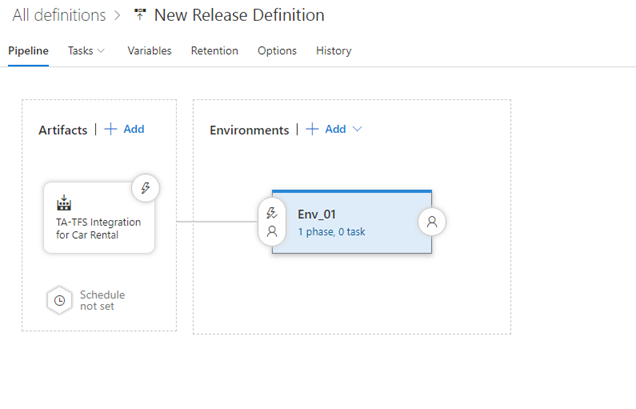 All definitions > New Release Definition
Pipeline Tasks Variables Retention Options History
Artifacts | + Add
Environments | + Add
TA-TFS Integration
for Car Rental
Env_01
1 phase, 0 task
Schedule
not set